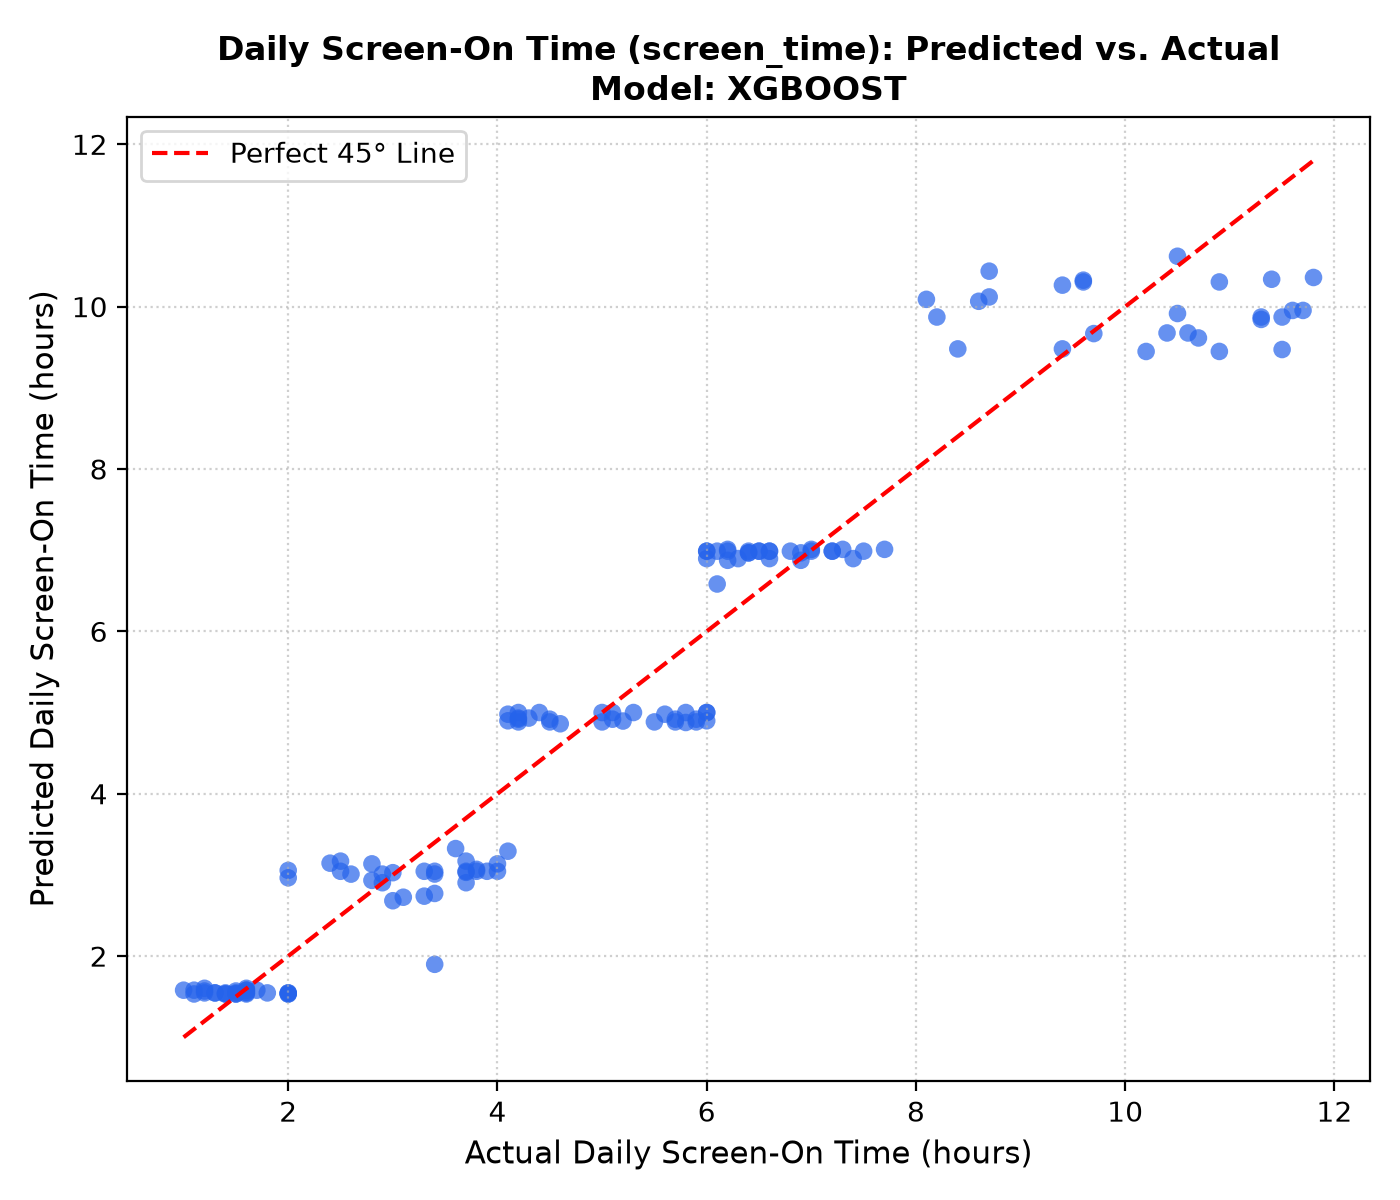 Daily Screen-On Time (screen_time): Predicted vs. Actual
Model: XGBOOST
Perfect 45° Line
Predicted Daily Screen-On Time (hours)
12
10
8
6
4
2
2
4
6
8
10
12
Actual Daily Screen-On Time (hours)